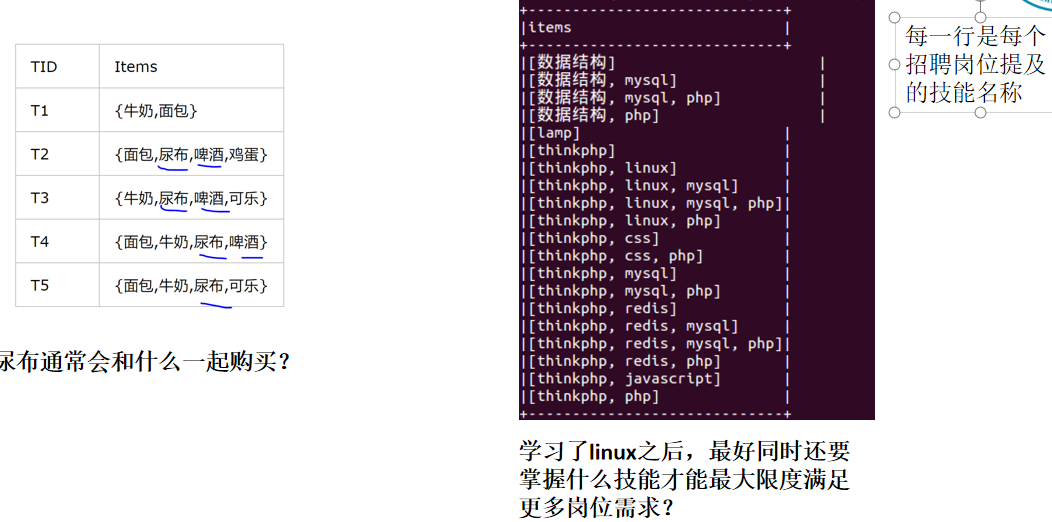 TID Items
T1 {牛奶,面包}
T2 {面包,尿布,啤酒,鸡蛋}
T3 {牛奶,尿布,啤酒,可乐}
T4 {面包,牛奶,尿布,啤酒}
T5 {面包,牛奶,尿布,可乐}
尿布通常会和什么一起购买？
+-----------------------------+
|items |
+-----------------------------+
|[数据结构] |
|[数据结构, mysql] |
|[数据结构, mysql, php] |
|[数据结构, php] |
|[lamp] |
|[thinkphp] |
|[thinkphp, linux] |
|[thinkphp, linux, mysql] |
|[thinkphp, linux, mysql, php]|
|[thinkphp, linux, php] |
|[thinkphp, css] |
|[thinkphp, css, php] |
|[thinkphp, mysql] |
|[thinkphp, mysql, php] |
|[thinkphp, redis] |
|[thinkphp, redis, mysql] |
|[thinkphp, redis, mysql, php]|
|[thinkphp, redis, php] |
|[thinkphp, javascript] |
|[thinkphp, php] |
+-----------------------------+
学习了linux之后，最好同时还要
掌握什么技能才能最大限度满足
更多岗位需求？
每一行是每个
招聘岗位提及
的技能名称